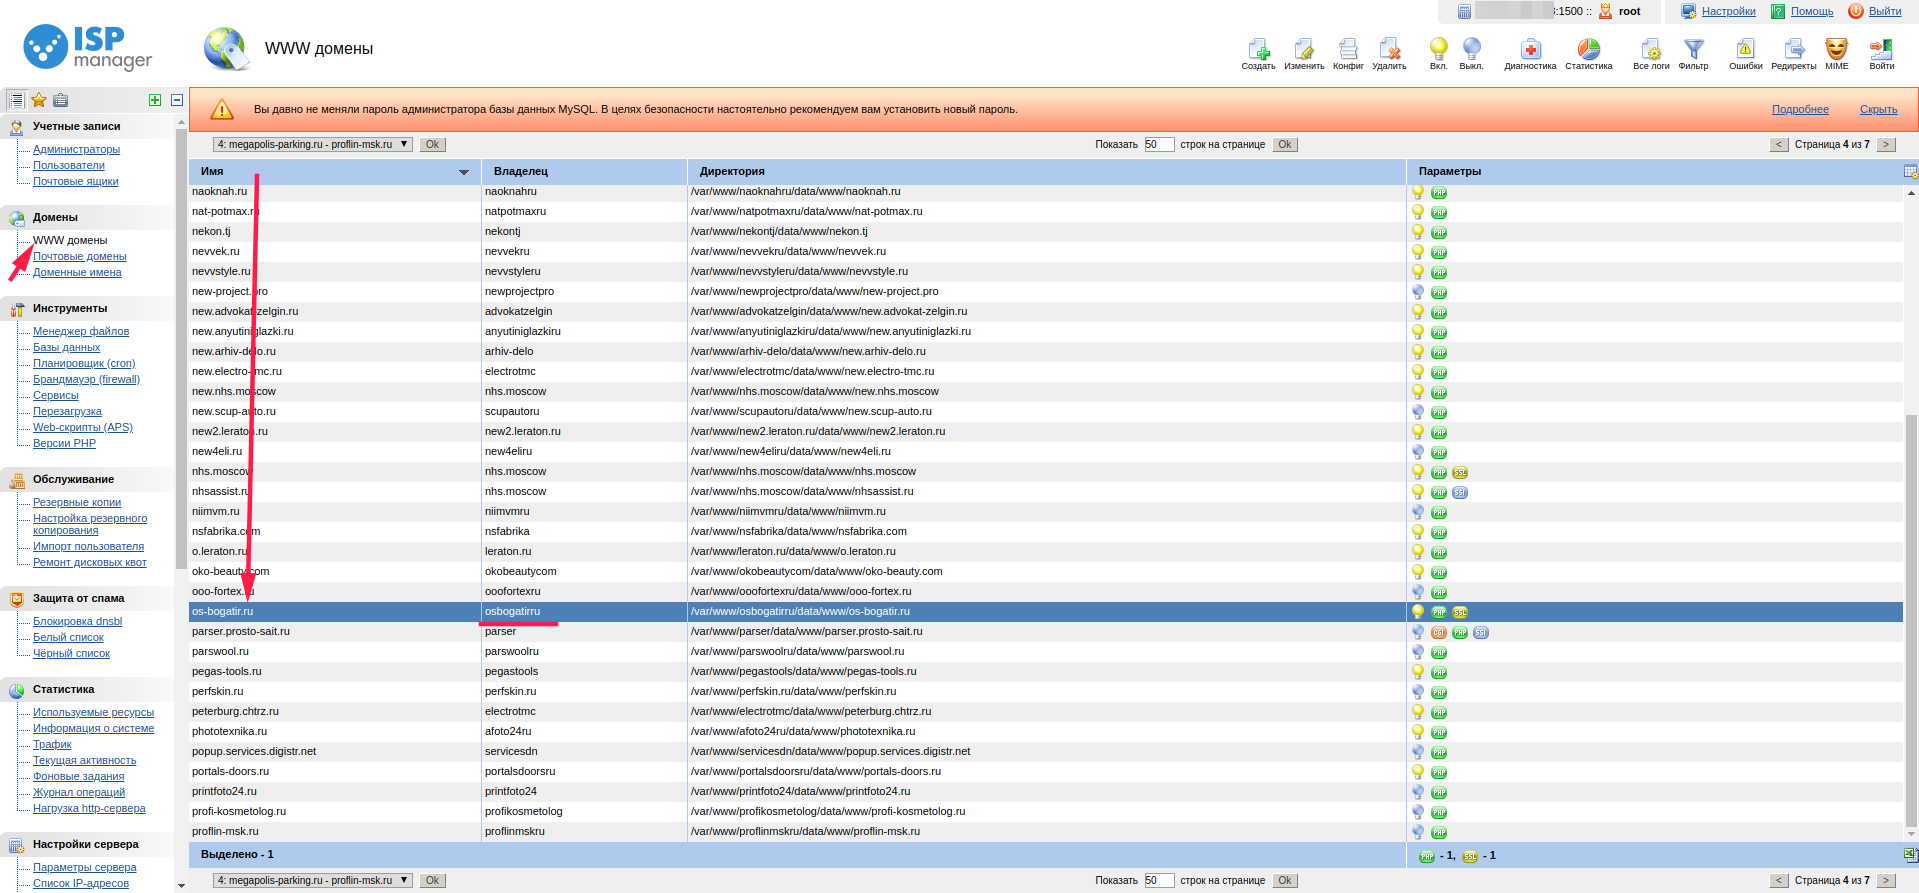 :1500 :: root Настройки Помощь Выйти
ISP
manager
WWW домены
Создать Изменить Конфиг Удалить Вкл. Выкл. Диагностика Статистика Все логи Фильтр Ошибки Редиректы MIME Войти
Вы давно не меняли пароль администратора базы данных MySQL. В целях безопасности настоятельно рекомендуем вам установить новый пароль. Подробнее Скрыть
Учетные записи
Администраторы
Пользователи
Почтовые ящики
Домены
WWW домены
Почтовые домены
Доменные имена
Инструменты
Менеджер файлов
Базы данных
Планировщик (cron)
Брандмауэр (firewall)
Сервисы
Перезагрузка
Web-скрипты (APS)
Версии PHP
Обслуживание
Резервные копии
Настройка резервного
копирования
Импорт пользователя
Ремонт дисковых квот
Защита от спама
Блокировка dnsbl
Белый список
Чёрный список
Статистика
Используемые ресурсы
Информация о системе
Трафик
Текущая активность
Фоновые задания
Журнал операций
Нагрузка http-сервера
Настройки сервера
Параметры сервера
Список IP-адресов
4: megapolis-parking.ru - proflin-msk.ru Ok Показать 50 строк на странице Ok < Страница 4 из 7 >
Имя Владелец Директория Параметры
naoknah.ru naoknahru /var/www/naoknahru/data/www/naoknah.ru PHP
nat-potmax.ru natpotmaxru /var/www/natpotmaxru/data/www/nat-potmax.ru PHP
nekon.tj nekontj /var/www/nekontj/data/www/nekon.tj PHP
nevvek.ru nevvekru /var/www/nevvekru/data/www/nevvek.ru PHP
nevvstyle.ru nevvstyleru /var/www/nevvstyleru/data/www/nevvstyle.ru PHP
new-project.pro newprojectpro /var/www/newprojectpro/data/www/new-project.pro PHP
new.advokat-zelgin.ru advokatzelgin /var/www/advokatzelgin/data/www/new.advokat-zelgin.ru PHP
new.anyutiniglazki.ru anyutiniglazkiru /var/www/anyutiniglazkiru/data/www/new.anyutiniglazki.ru PHP
new.arhiv-delo.ru arhiv-delo /var/www/arhiv-delo/data/www/new.arhiv-delo.ru PHP
new.electro-tmc.ru electrotmc /var/www/electrotmc/data/www/new.electro-tmc.ru PHP
new.nhs.moscow nhs.moscow /var/www/nhs.moscow/data/www/new.nhs.moscow PHP
new.scup-auto.ru scupautoru /var/www/scupautoru/data/www/new.scup-auto.ru PHP
new2.leraton.ru new2.leraton.ru /var/www/new2.leraton.ru/data/www/new2.leraton.ru PHP
new4eli.ru new4eliru /var/www/new4eliru/data/www/new4eli.ru PHP
nhs.moscow nhs.moscow /var/www/nhs.moscow/data/www/nhs.moscow PHP SSL
nhsassist.ru nhs.moscow /var/www/nhs.moscow/data/www/nhsassist.ru PHP SSI
niimvm.ru niimvmru /var/www/niimvmru/data/www/niimvm.ru PHP
nsfabrika.com nsfabrika /var/www/nsfabrika/data/www/nsfabrika.com PHP
o.leraton.ru leraton.ru /var/www/leraton.ru/data/www/o.leraton.ru PHP
oko-beauty.com okobeautycom /var/www/okobeautycom/data/www/oko-beauty.com PHP
ooo-fortex.ru ooofortexru /var/www/ooofortexru/data/www/ooo-fortex.ru PHP
os-bogatir.ru osbogatirru /var/www/osbogatirru/data/www/os-bogatir.ru PHP SSL
parser.prosto-sait.ru parser /var/www/parser/data/www/parser.prosto-sait.ru CGI PHP SSI
parswool.ru parswoolru /var/www/parswoolru/data/www/parswool.ru PHP
pegas-tools.ru pegastools /var/www/pegastools/data/www/pegas-tools.ru PHP
perfskin.ru perfskin.ru /var/www/perfskin.ru/data/www/perfskin.ru PHP
peterburg.chtrz.ru electrotmc /var/www/electrotmc/data/www/peterburg.chtrz.ru PHP
phototexnika.ru afoto24ru /var/www/afoto24ru/data/www/phototexnika.ru PHP
popup.services.digistr.net servicesdn /var/www/servicesdn/data/www/popup.services.digistr.net PHP
portals-doors.ru portalsdoorsru /var/www/portalsdoorsru/data/www/portals-doors.ru PHP
printfoto24.ru printfoto24 /var/www/printfoto24/data/www/printfoto24.ru PHP
profi-kosmetolog.ru profikosmetolog /var/www/profikosmetolog/data/www/profi-kosmetolog.ru PHP
proflin-msk.ru proflinmskru /var/www/proflinmskru/data/www/proflin-msk.ru PHP
Выделено - 1 PHP - 1, SSL - 1
4: megapolis-parking.ru - proflin-msk.ru Ok Показать 50 строк на странице Ok < Страница 4 из 7 >